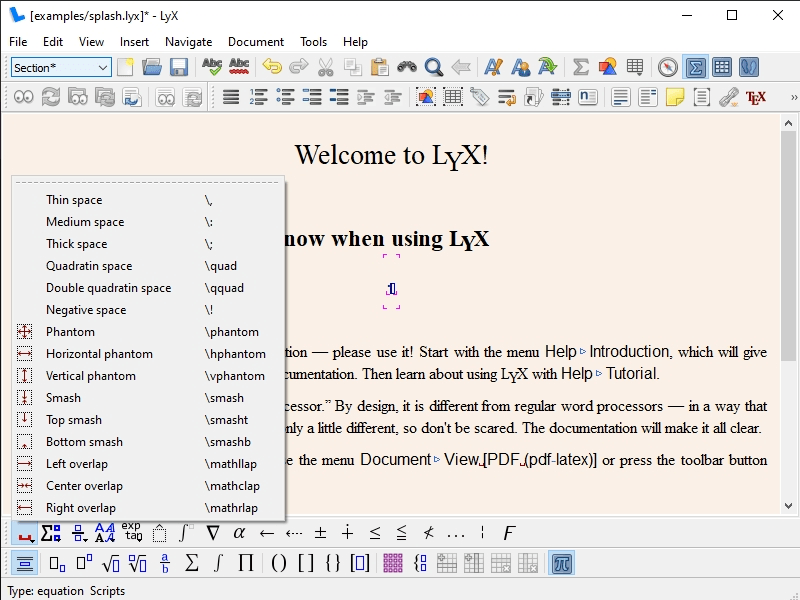 [examples/splash.lyx]* - LyX
File Edit View Insert Navigate Document Tools Help
Section*
Abc Abc
TEX
Welcome to LYX!
now when using LYX
Thin space \,
Medium space \:
Thick space \;
Quadratin space \quad
Double quadratin space \qquad
Negative space \!
Phantom \phantom
Horizontal phantom \hphantom
Vertical phantom \vphantom
Smash \smash
Top smash \smasht
Bottom smash \smashb
Left overlap \mathllap
Center overlap \mathclap
Right overlap \mathrlap
tion — please use it! Start with the menu Help ▹ Introduction, which will give
cumentation. Then learn about using LYX with Help ▹ Tutorial.
cessor.” By design, it is different from regular word processors — in a way that
nly a little different, so don't be scared. The documentation will make it all clear.
e the menu Document ▹ View [PDF (pdf-latex)] or press the toolbar button
exp
tag
Type: equation Scripts